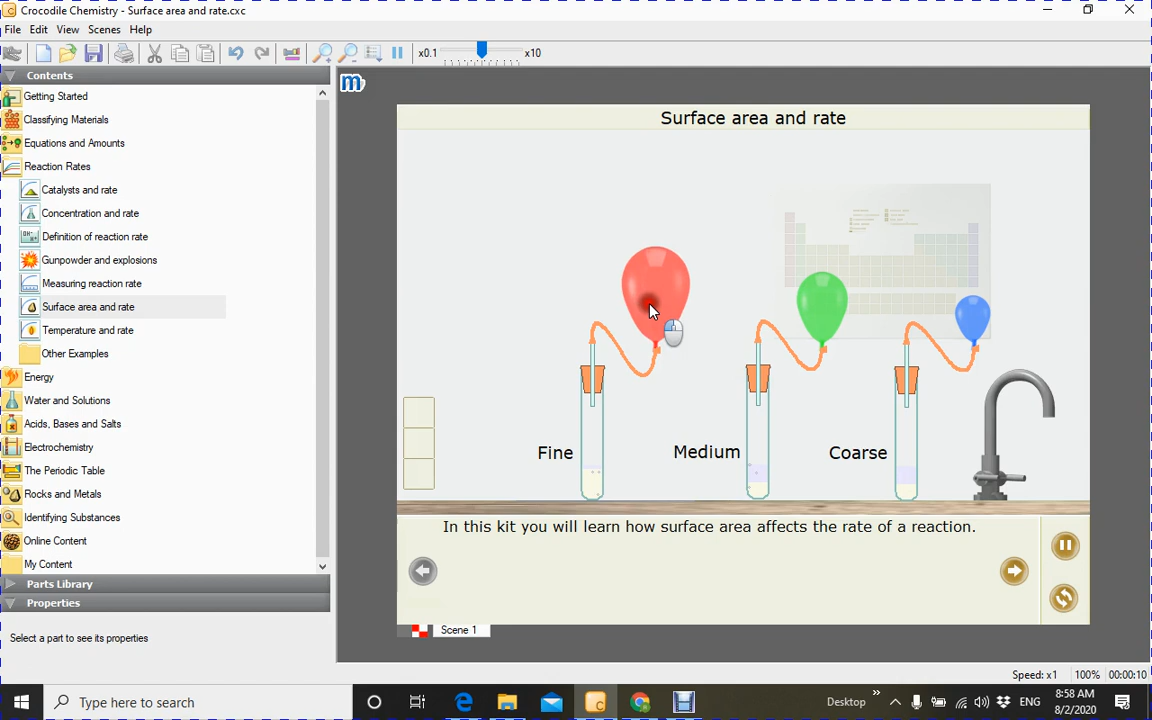 Crocodile Chemistry - Surface area and rate.cxc
File Edit View Scenes Help
x0.1 x10
Contents
Getting Started
Classifying Materials
Equations and Amounts
Reaction Rates
Catalysts and rate
Concentration and rate
Definition of reaction rate
Gunpowder and explosions
Measuring reaction rate
Surface area and rate
Temperature and rate
Other Examples
Energy
Water and Solutions
Acids, Bases and Salts
Electrochemistry
The Periodic Table
Rocks and Metals
Identifying Substances
Online Content
My Content
Parts Library
Properties
Select a part to see its properties
m
Surface area and rate
Fine
Medium
Coarse
In this kit you will learn how surface area affects the rate of a reaction.
Scene 1
Speed: x1 100% 00:00:10
Type here to search
Desktop
ENG
8:58 AM
8/2/2020